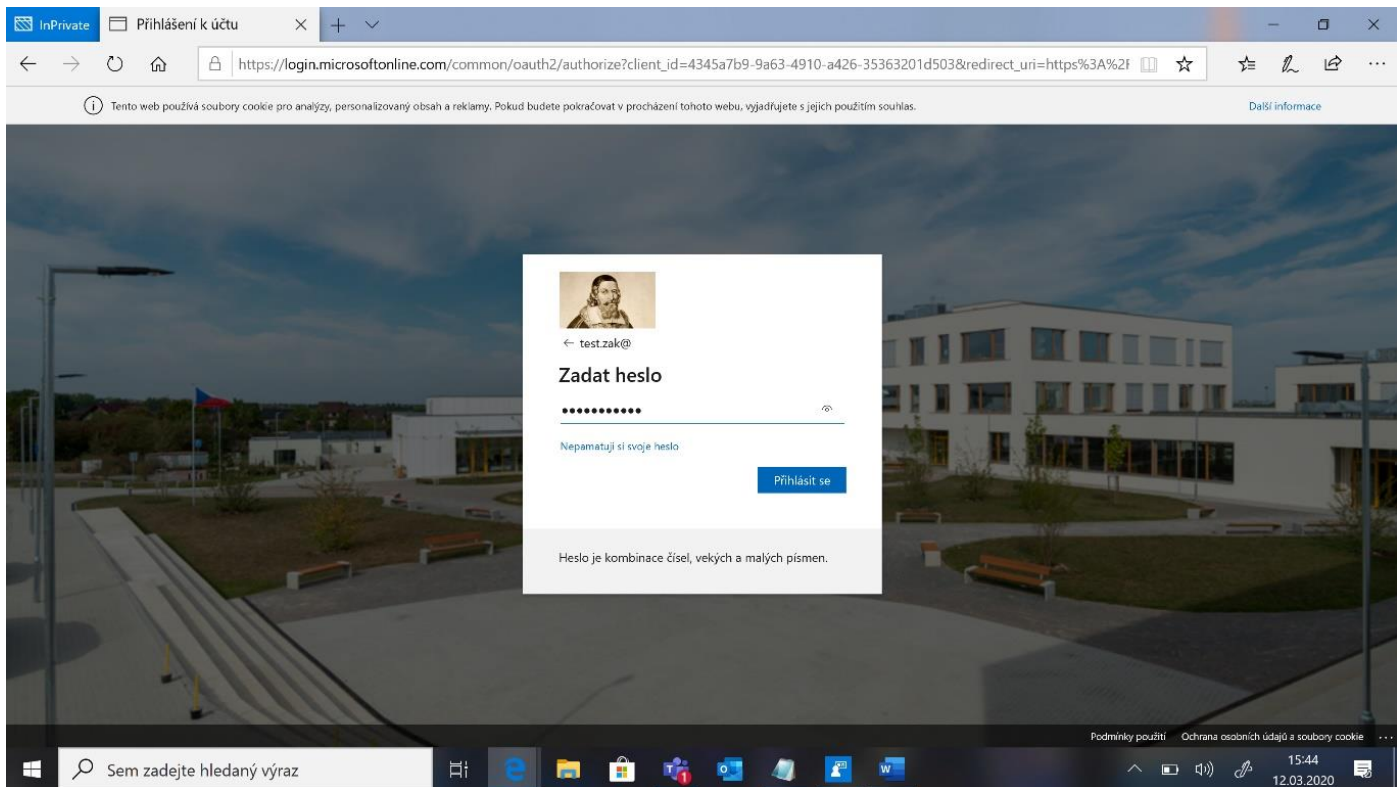 InPrivate
Přihlášení k účtu
https://login.microsoftonline.com/common/oauth2/authorize?client_id=4345a7b9-9a63-4910-a426-35363201d503&redirect_uri=https%3A%2F
Tento web používá soubory cookie pro analýzy, personalizovaný obsah a reklamy. Pokud budete pokračovat v procházení tohoto webu, vyjadřujete s jejich použitím souhlas.
Další informace
← test.zak@
Zadat heslo
•••••••••••
Nepamatuji si svoje heslo
Přihlásit se
Heslo je kombinace čísel, vekých a malých písmen.
Podmínky použití
Ochrana osobních údajů a soubory cookie
Sem zadejte hledaný výraz
15:44
12.03.2020